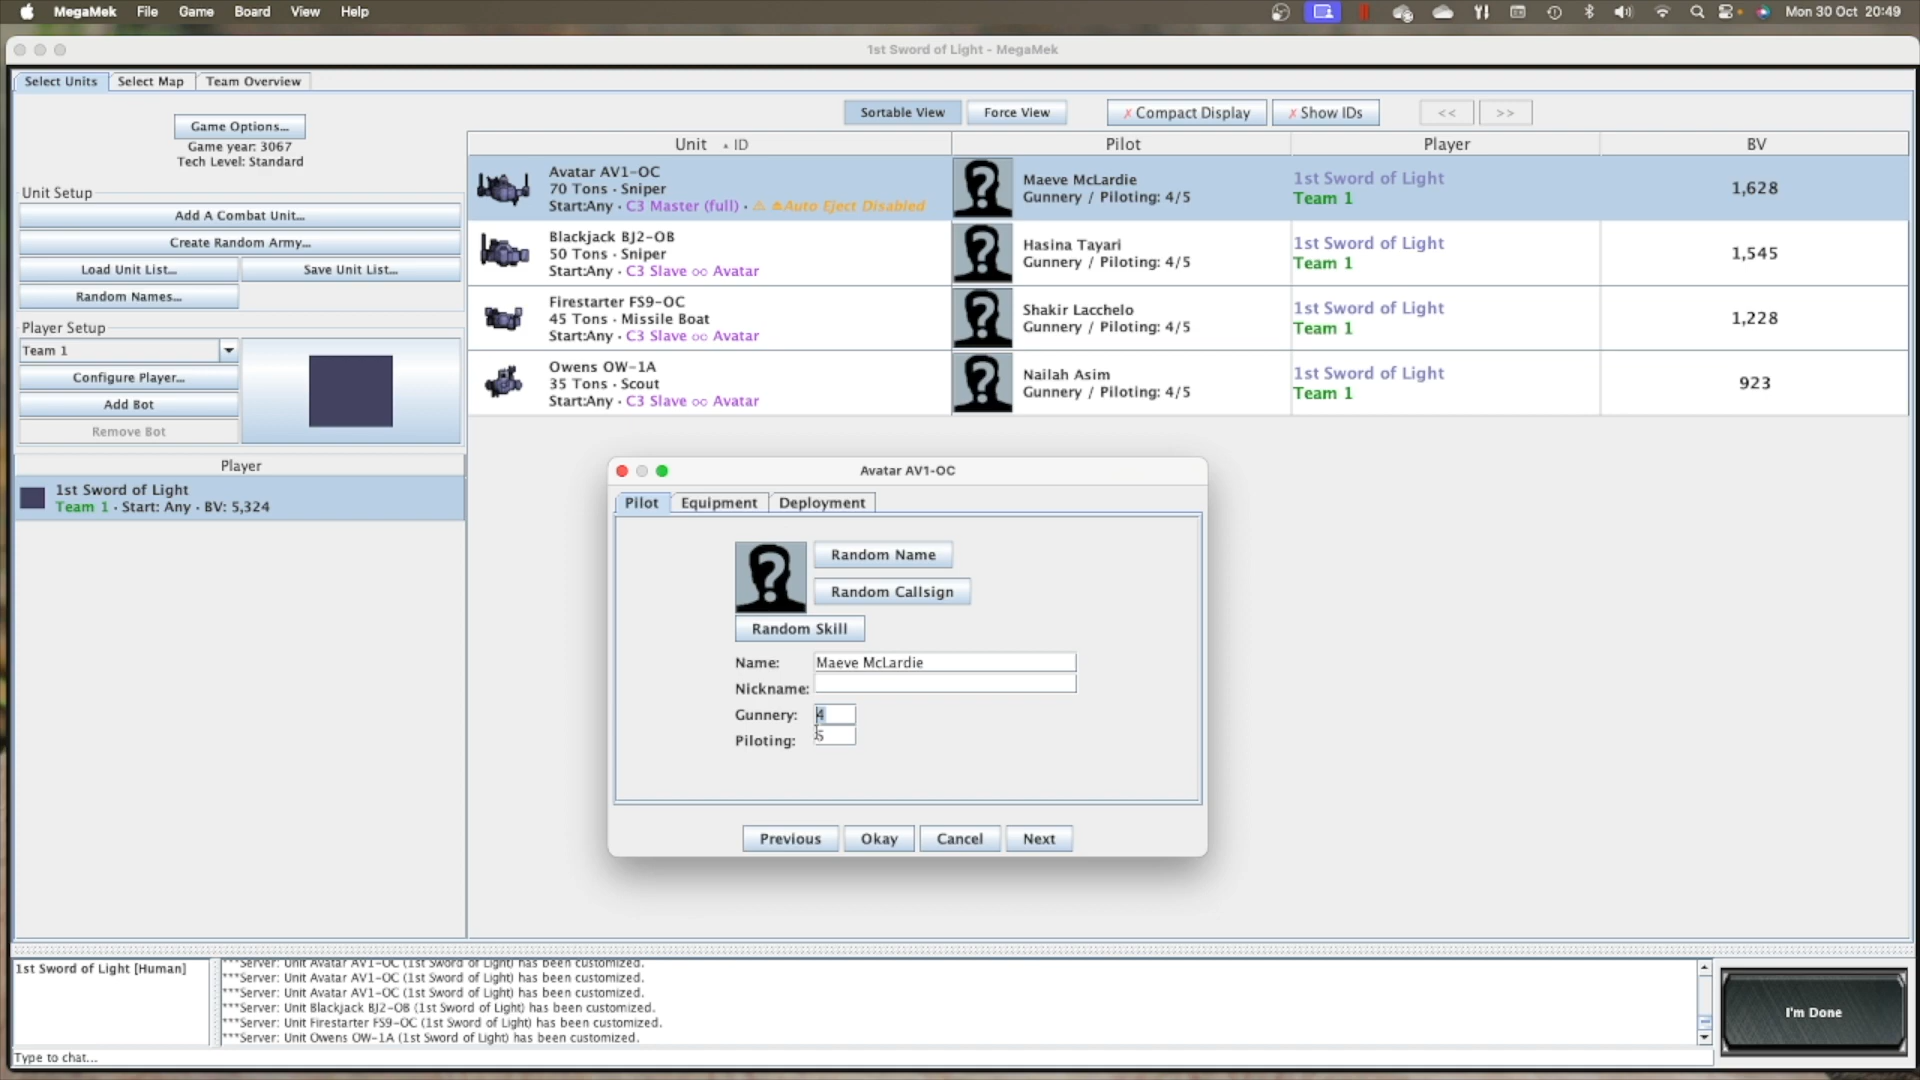 MegaMek File Game Board View Help
Mon 30 Oct 20:49
1st Sword of Light - MegaMek
Select Units Select Map Team Overview
Game Options...
Game year: 3067
Tech Level: Standard
Unit Setup
Add A Combat Unit...
Create Random Army...
Load Unit List... Save Unit List...
Random Names...
Player Setup
Team 1
Configure Player...
Add Bot
Remove Bot
Player
1st Sword of Light
Team 1 · Start: Any · BV: 5,324
Sortable View Force View ✗ Compact Display ✗ Show IDs << >>
Unit ▲ ID Pilot Player BV
Avatar AV1-OC
70 Tons · Sniper
Start:Any · C3 Master (full) · ⚠ ⏏Auto Eject Disabled
Maeve McLardie
Gunnery / Piloting: 4/5
1st Sword of Light
Team 1
1,628
Blackjack BJ2-OB
50 Tons · Sniper
Start:Any · C3 Slave ○○ Avatar
Hasina Tayari
Gunnery / Piloting: 4/5
1st Sword of Light
Team 1
1,545
Firestarter FS9-OC
45 Tons · Missile Boat
Start:Any · C3 Slave ○○ Avatar
Shakir Lacchelo
Gunnery / Piloting: 4/5
1st Sword of Light
Team 1
1,228
Owens OW-1A
35 Tons · Scout
Start:Any · C3 Slave ○○ Avatar
Nailah Asim
Gunnery / Piloting: 4/5
1st Sword of Light
Team 1
923
Avatar AV1-OC
Pilot Equipment Deployment
Random Name
Random Callsign
Random Skill
Name: Maeve McLardie
Nickname:
Gunnery: 4
Piloting: 5
Previous Okay Cancel Next
1st Sword of Light [Human]
***Server: Unit Avatar AV1-OC (1st Sword of Light) has been customized.
***Server: Unit Avatar AV1-OC (1st Sword of Light) has been customized.
***Server: Unit Avatar AV1-OC (1st Sword of Light) has been customized.
***Server: Unit Blackjack BJ2-OB (1st Sword of Light) has been customized.
***Server: Unit Firestarter FS9-OC (1st Sword of Light) has been customized.
***Server: Unit Owens OW-1A (1st Sword of Light) has been customized.
Type to chat...
I'm Done